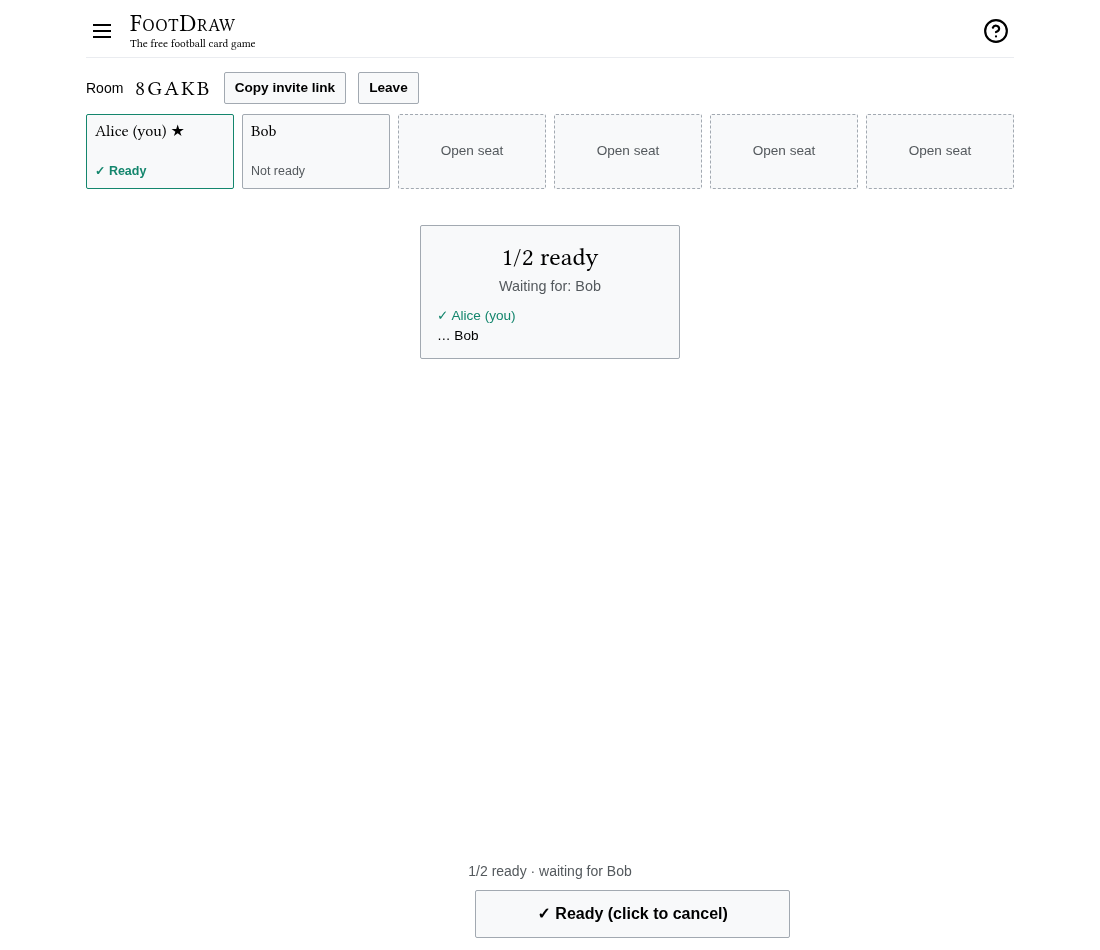 FootDraw
The free football card game
Room 8GAKB Copy invite link Leave
Alice (you) ★
✓ Ready
Bob
Not ready
Open seat
Open seat
Open seat
Open seat
1/2 ready
Waiting for: Bob
✓ Alice (you)
… Bob
1/2 ready · waiting for Bob
✓ Ready (click to cancel)